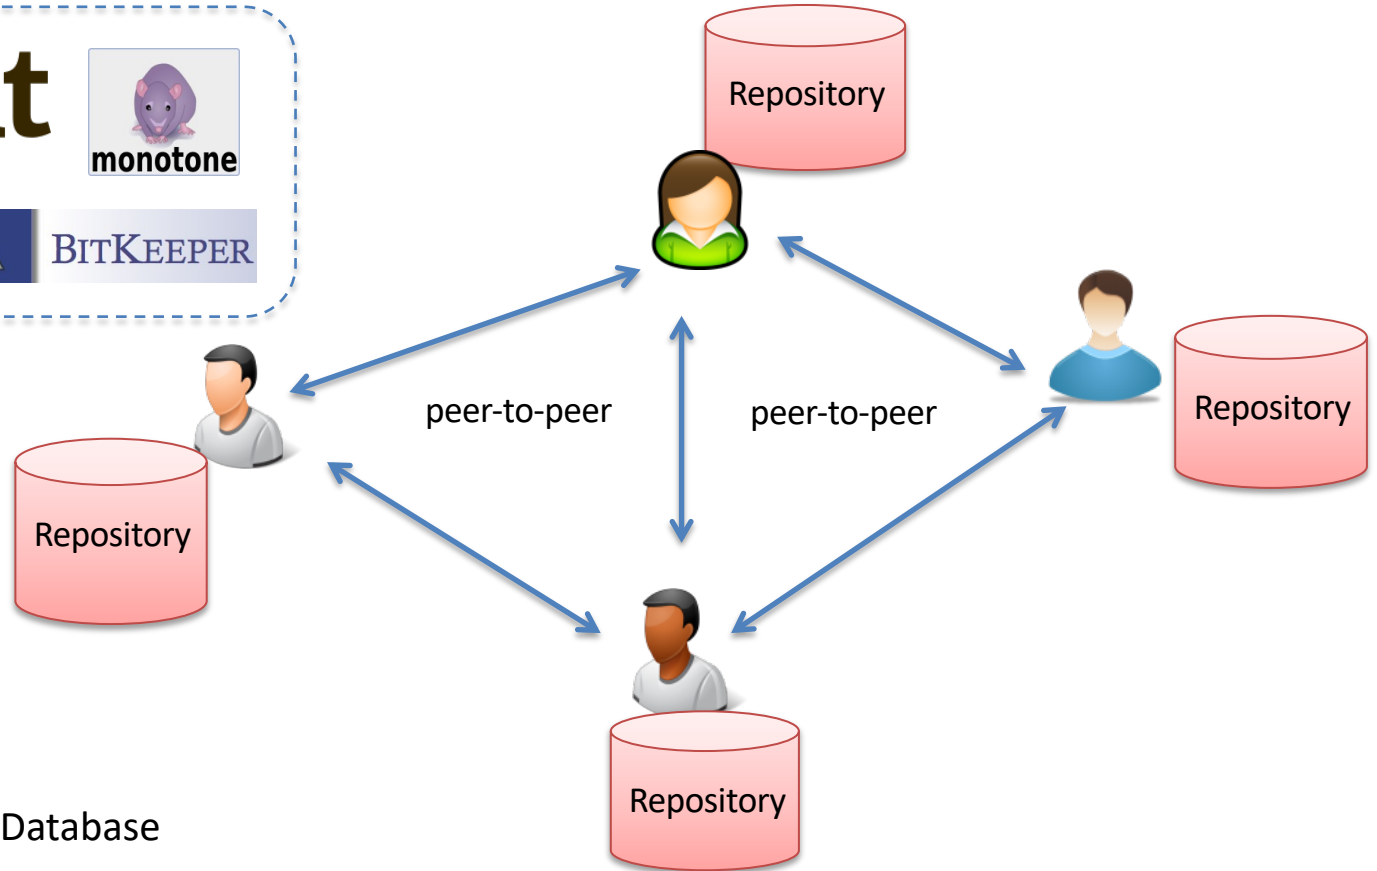 Repository
monotone
BITKEEPER
peer-to-peer
peer-to-peer
Repository
Repository
Repository
Database